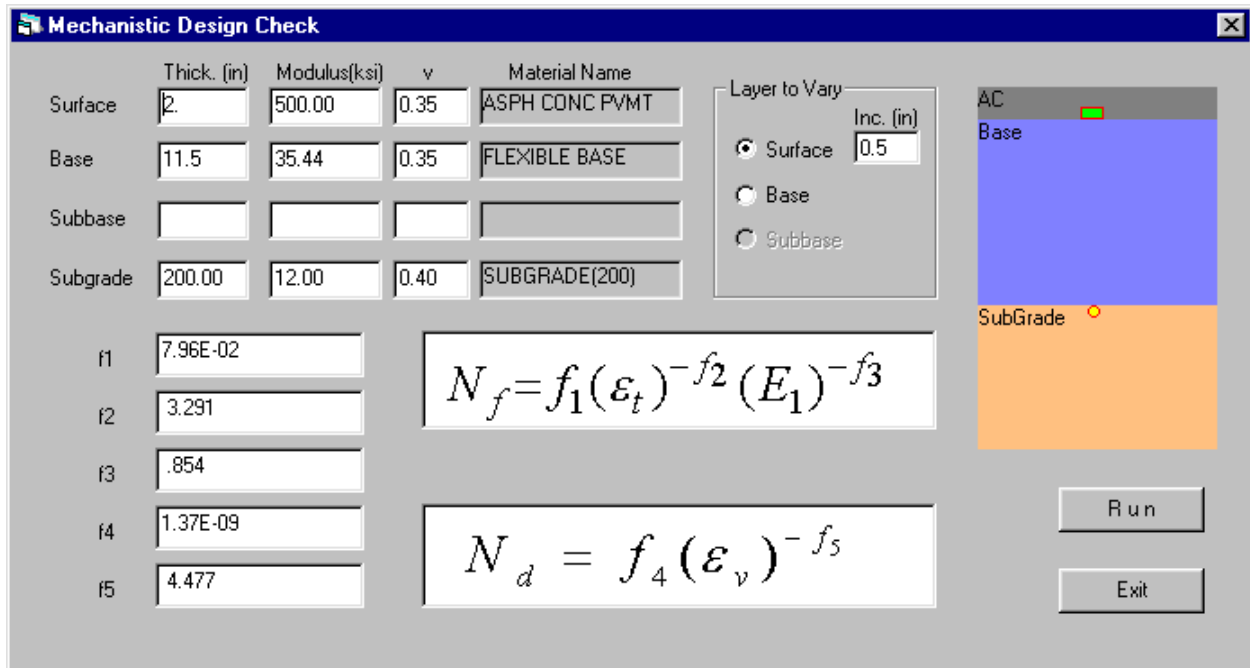 Mechanistic Design Check
Thick. (in) Modulus(ksi) v Material Name
Surface 2. 500.00 0.35 ASPH CONC PVMT
Base 11.5 35.44 0.35 FLEXIBLE BASE
Subbase
Subgrade 200.00 12.00 0.40 SUBGRADE(200)
Layer to Vary
Inc. (in)
Surface 0.5
Base
Subbase
AC
Base
SubGrade
f1 7.96E-02
f2 3.291
f3 .854
f4 1.37E-09
f5 4.477
N_f=f_1(ε_t)^{-f_2}(E_1)^{-f_3}
N_d = f_4(ε_v)^{-f_5}
Run
Exit